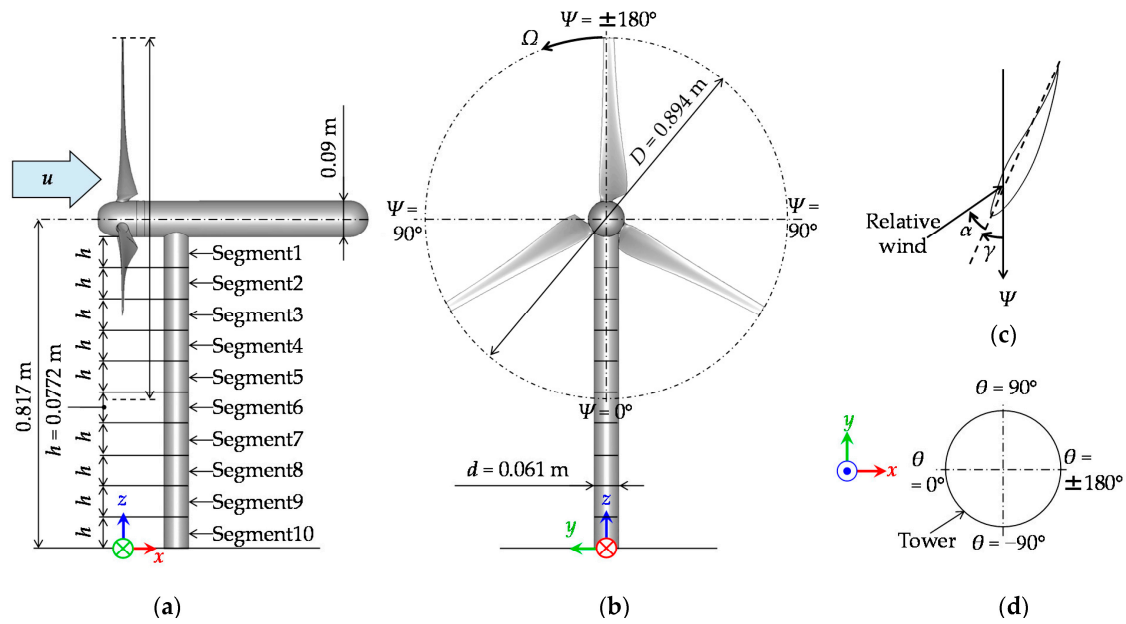 u
0.09 m
0.817 m
h = 0.0772 m
h
h
h
h
h
h
h
h
h
Segment1
Segment2
Segment3
Segment4
Segment5
Segment6
Segment7
Segment8
Segment9
Segment10
z
x
(a)
Ψ = ±180°
Ω
D = 0.894 m
Ψ =
90°
Ψ =
90°
Ψ = 0°
d = 0.061 m
z
y
(b)
Relative
wind
α
γ
Ψ
(c)
y
x
θ = 90°
θ
= 0°
θ =
±180°
θ = −90°
Tower
(d)